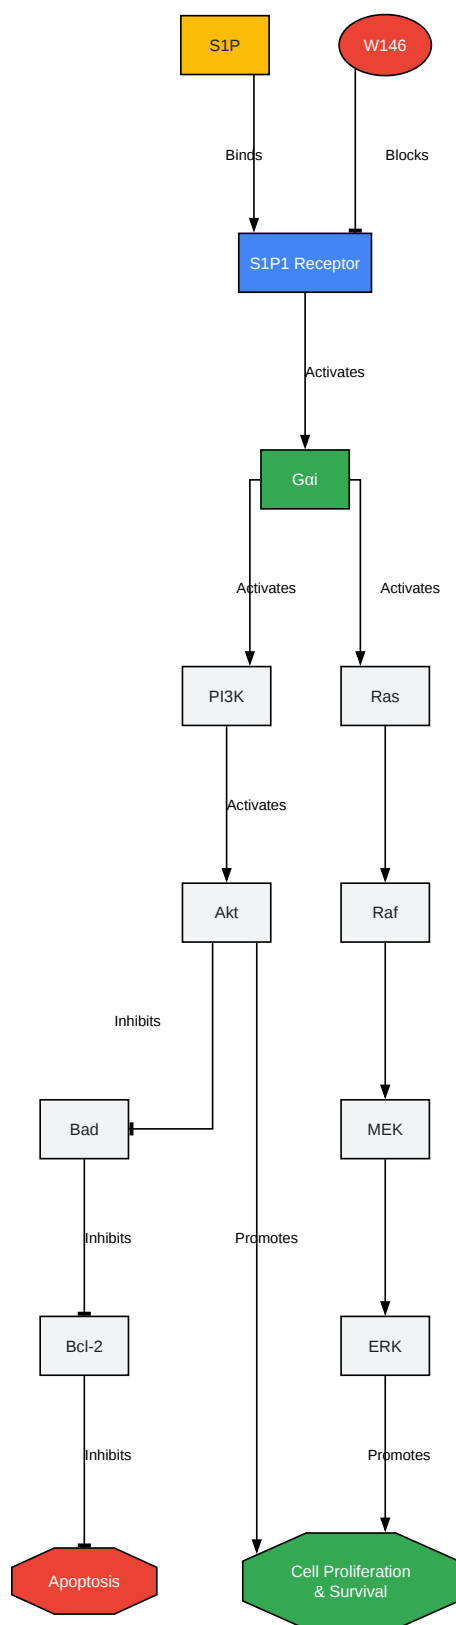 S1P
W146
Binds
Blocks
S1P1 Receptor
Activates
Gαi
Activates
Activates
PI3K
Ras
Activates
Akt
Raf
Inhibits
Bad
MEK
Inhibits
Promotes
Bcl-2
ERK
Inhibits
Promotes
Apoptosis
Cell Proliferation
& Survival